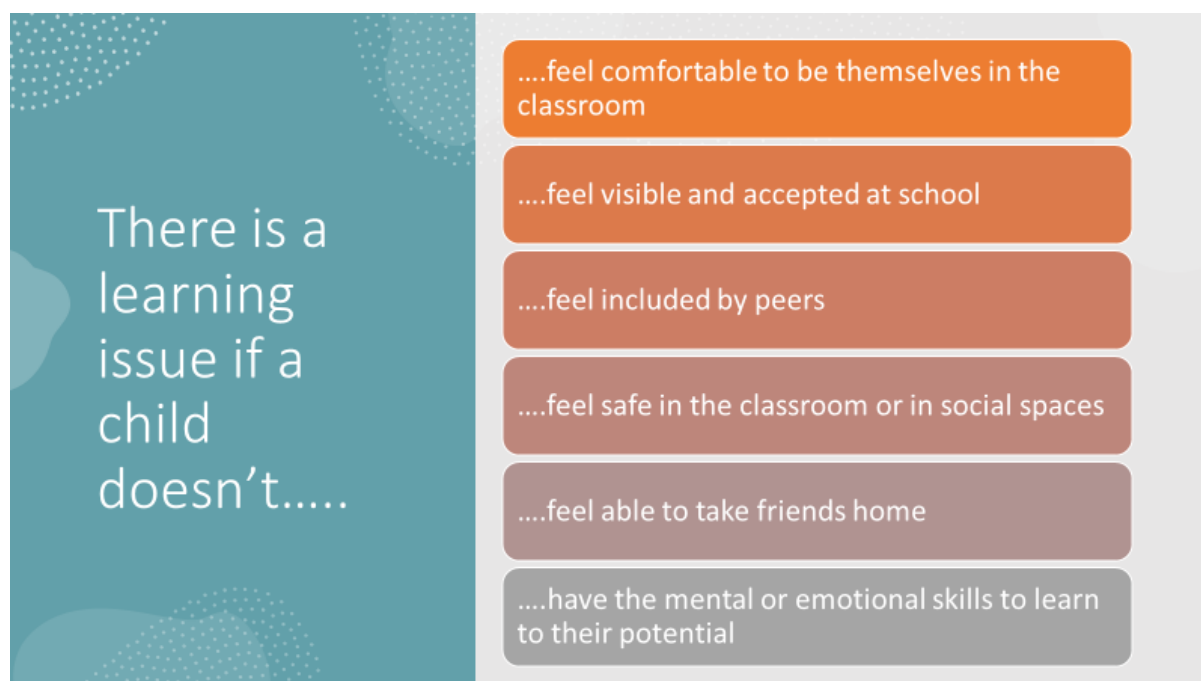 There is a
learning
issue if a
child
doesn’t.....
....feel comfortable to be themselves in the
classroom
....feel visible and accepted at school
....feel included by peers
....feel safe in the classroom or in social spaces
....feel able to take friends home
....have the mental or emotional skills to learn
to their potential